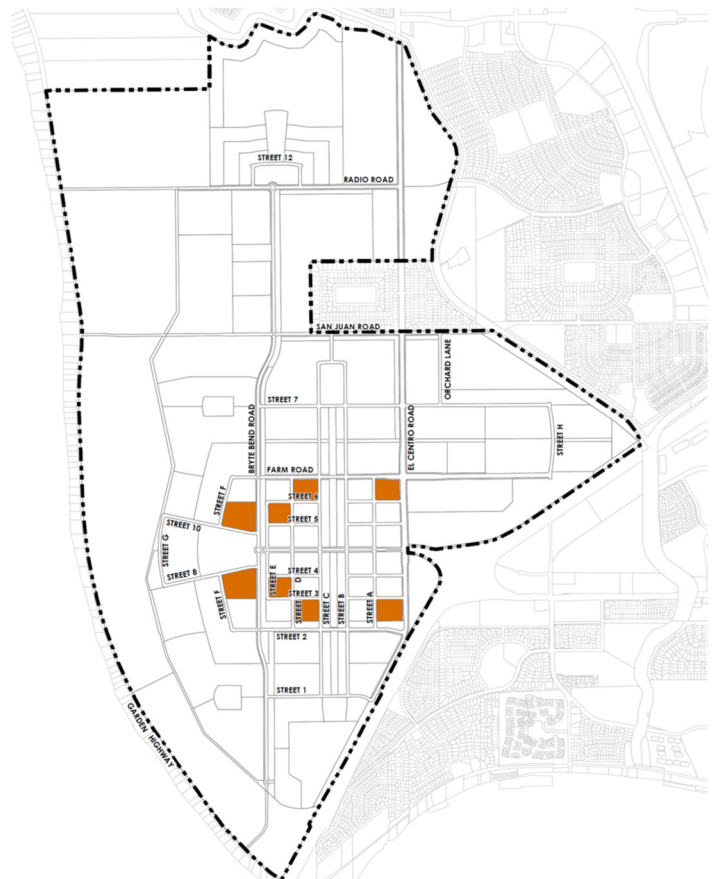 STREET 12
RADIO ROAD
SAN JUAN ROAD
ORCHARD LANE
STREET 7
BRYTE BEND ROAD
EL CENTRO ROAD
STREET H
FARM ROAD
STREET F
STREET 6
STREET 10
STREET 5
STREET G
STREET 8
STREET E
STREET 4
STREET D
STREET 3
STREET C
STREET B
STREET A
STREET F
STREET 2
STREET 1
GARDEN HIGHWAY